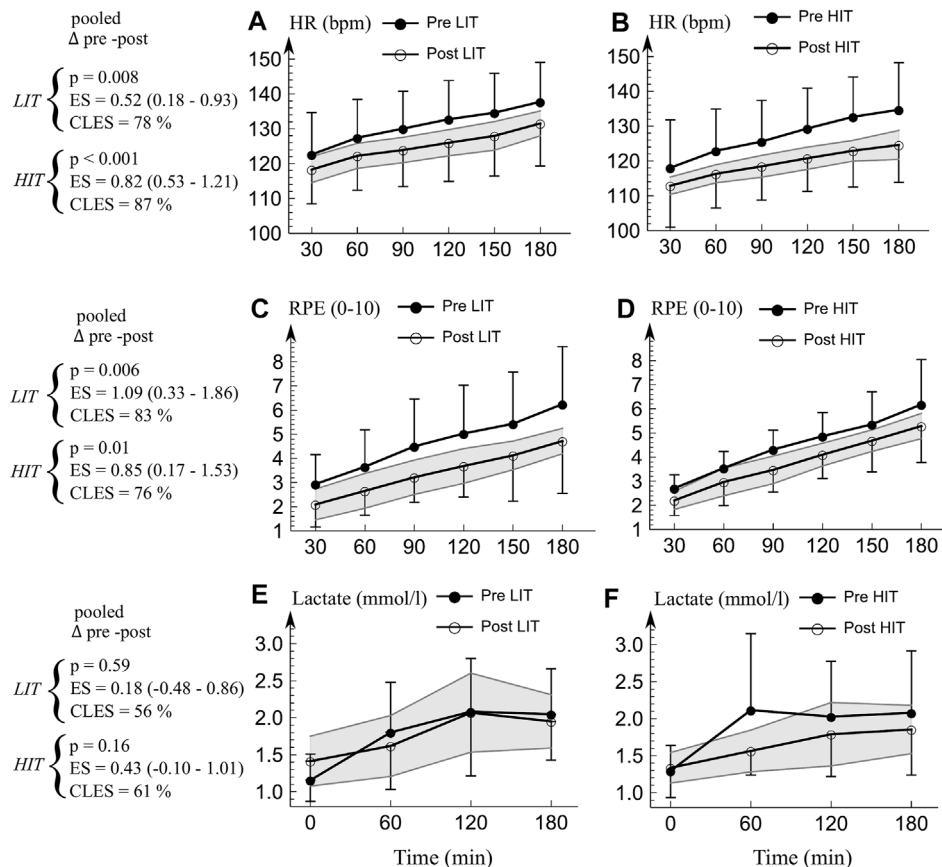 pooled
Δ pre -post
LIT
p = 0.008
ES = 0.52 (0.18 - 0.93)
CLES = 78 %
HIT
p < 0.001
ES = 0.82 (0.53 - 1.21)
CLES = 87 %
A HR (bpm)
Pre LIT
Post LIT
150
140
130
120
110
100
30 60 90 120 150 180
B HR (bpm)
Pre HIT
Post HIT
150
140
130
120
110
100
30 60 90 120 150 180
pooled
Δ pre -post
LIT
p = 0.006
ES = 1.09 (0.33 - 1.86)
CLES = 83 %
HIT
p = 0.01
ES = 0.85 (0.17 - 1.53)
CLES = 76 %
C RPE (0-10)
Pre LIT
Post LIT
8
7
6
5
4
3
2
1
30 60 90 120 150 180
D RPE (0-10)
Pre HIT
Post HIT
8
7
6
5
4
3
2
1
30 60 90 120 150 180
pooled
Δ pre -post
LIT
p = 0.59
ES = 0.18 (-0.48 - 0.86)
CLES = 56 %
HIT
p = 0.16
ES = 0.43 (-0.10 - 1.01)
CLES = 61 %
E Lactate (mmol/l)
Pre LIT
Post LIT
3.0
2.5
2.0
1.5
1.0
0 60 120 180
Time (min)
F Lactate (mmol/l)
Pre HIT
Post HIT
3.0
2.5
2.0
1.5
1.0
0 60 120 180
Time (min)